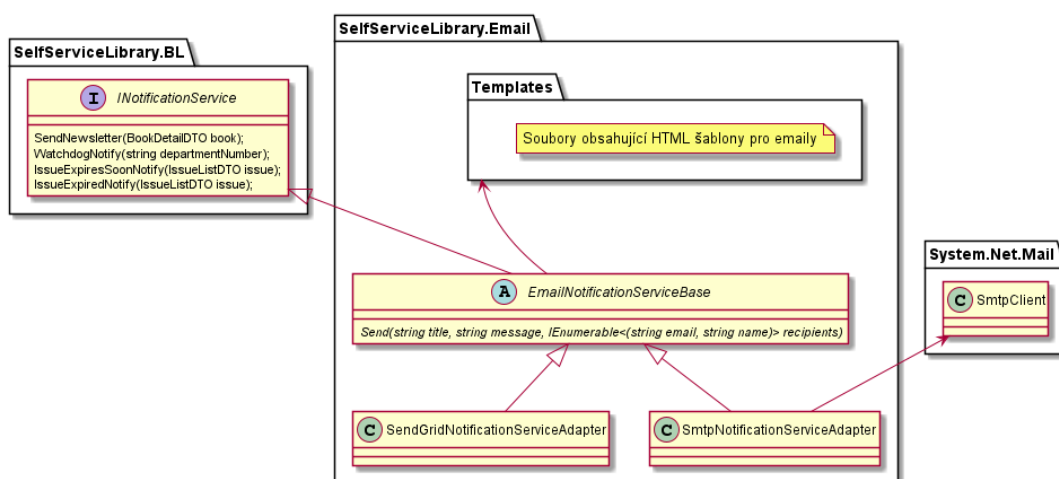 SelfServiceLibrary.BL
I INotificationService
SendNewsletter(BookDetailDTO book);
WatchdogNotify(string departmentNumber);
IssueExpiresSoonNotify(IssueListDTO issue);
IssueExpiredNotify(IssueListDTO issue);
SelfServiceLibrary.Email
Templates
Soubory obsahující HTML šablony pro emaily
A EmailNotificationServiceBase
Send(string title, string message, IEnumerable<(string email, string name)> recipients)
C SendGridNotificationServiceAdapter
C SmtpNotificationServiceAdapter
System.Net.Mail
C SmtpClient